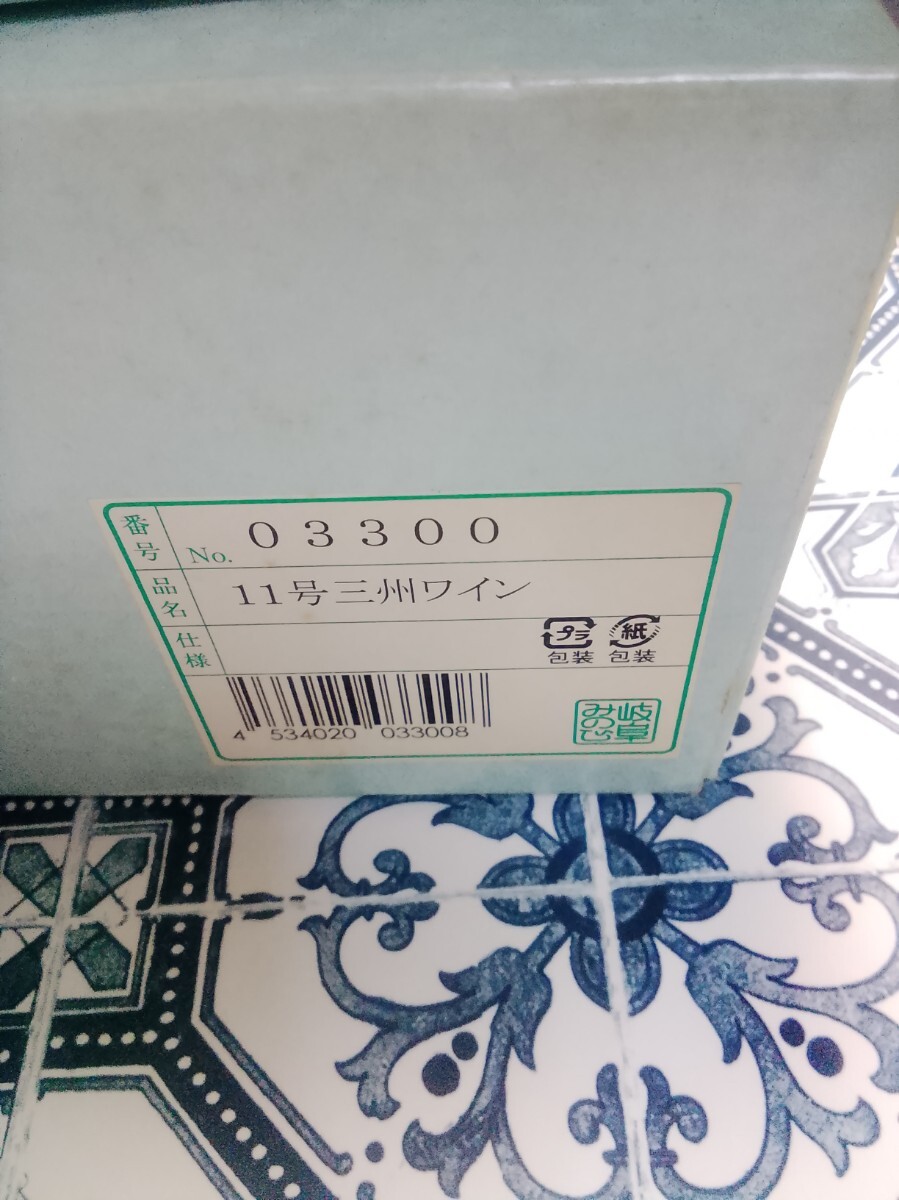 番号
No. 03300
品名
11号三州ワイン
仕様
プラ 紙
包装 包装
4 534020 033008
岐阜
みのび